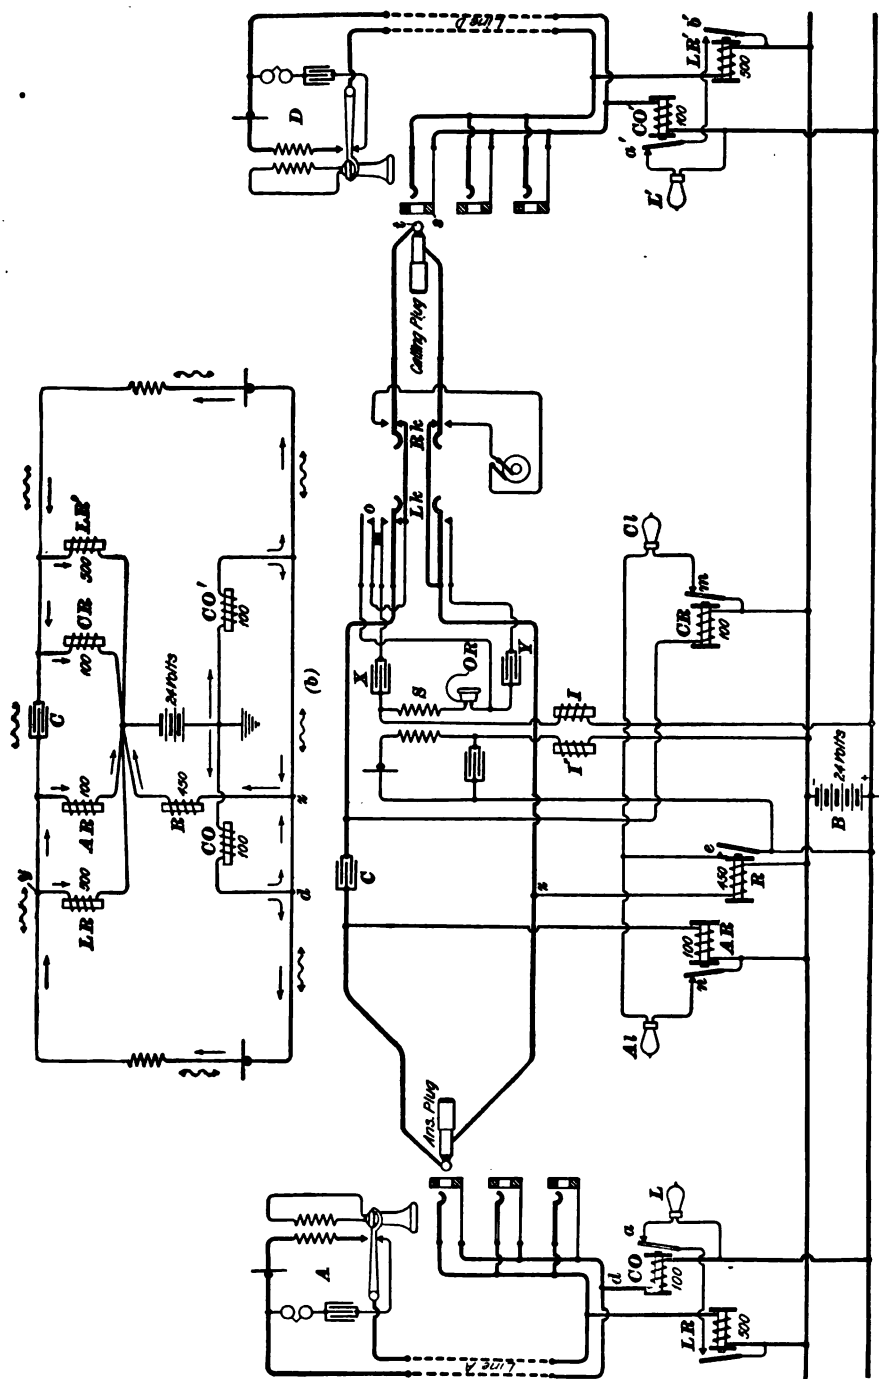 Line D
D
b'
LR'
500
CO'
100
a'
L'
t
s
Calling Plug
Rk
Lk
o
LR'
500
CR
100
CO'
100
C
24 Volts
(b)
AR
100
R
450
CO
100
LR
500
y
x
d
X
Y
S
OR
I
I'
C
x
Cl
m
CR
100
e
R
450
AR
100
n
Al
B
24 Volts
-
+
Ans. Plug
A
Line A
d
CO
100
a
L
LR
500